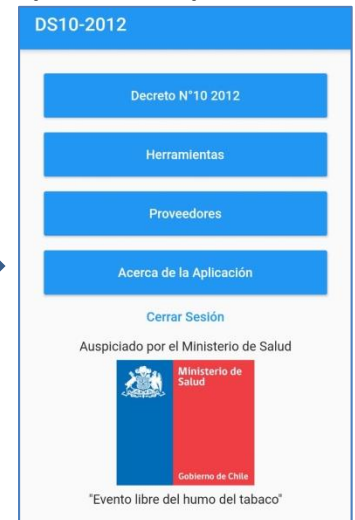 DS10-2012
Decreto N°10 2012
Herramientas
Proveedores
Acerca de la Aplicación
Cerrar Sesión
Auspiciado por el Ministerio de Salud
Ministerio de
Salud
Gobierno de Chile
"Evento libre del humo del tabaco"